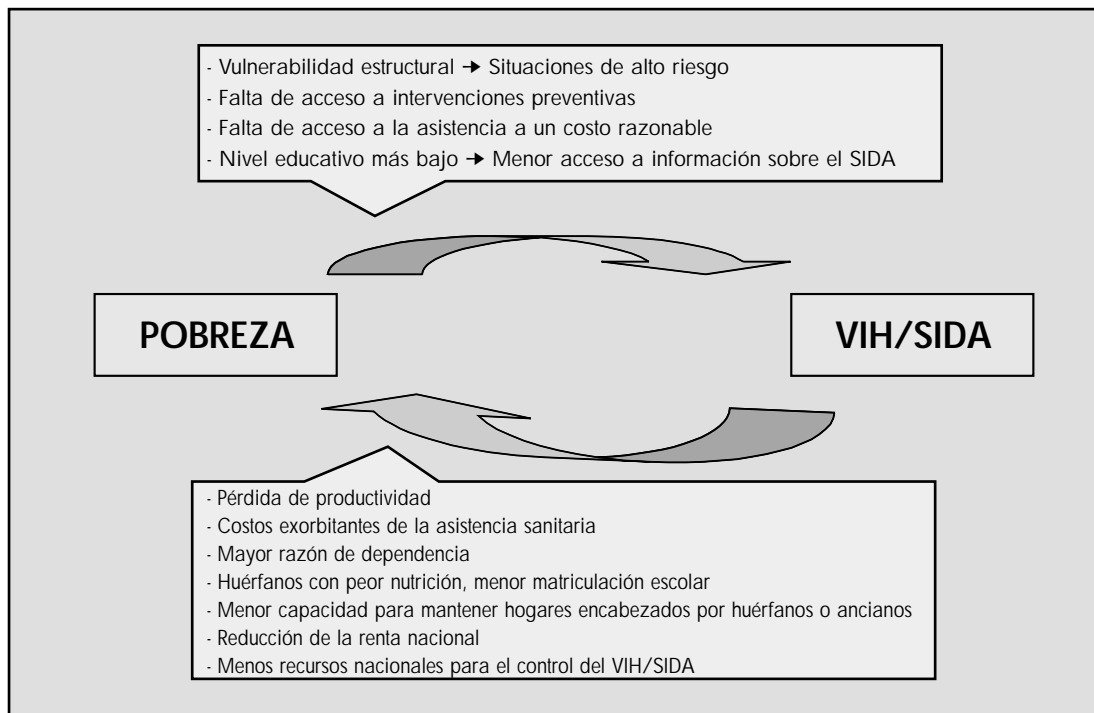 - Vulnerabilidad estructural → Situaciones de alto riesgo
- Falta de acceso a intervenciones preventivas
- Falta de acceso a la asistencia a un costo razonable
- Nivel educativo más bajo → Menor acceso a información sobre el SIDA
POBREZA
VIH/SIDA
- Pérdida de productividad
- Costos exorbitantes de la asistencia sanitaria
- Mayor razón de dependencia
- Huérfanos con peor nutrición, menor matriculación escolar
- Menor capacidad para mantener hogares encabezados por huérfanos o ancianos
- Reducción de la renta nacional
- Menos recursos nacionales para el control del VIH/SIDA